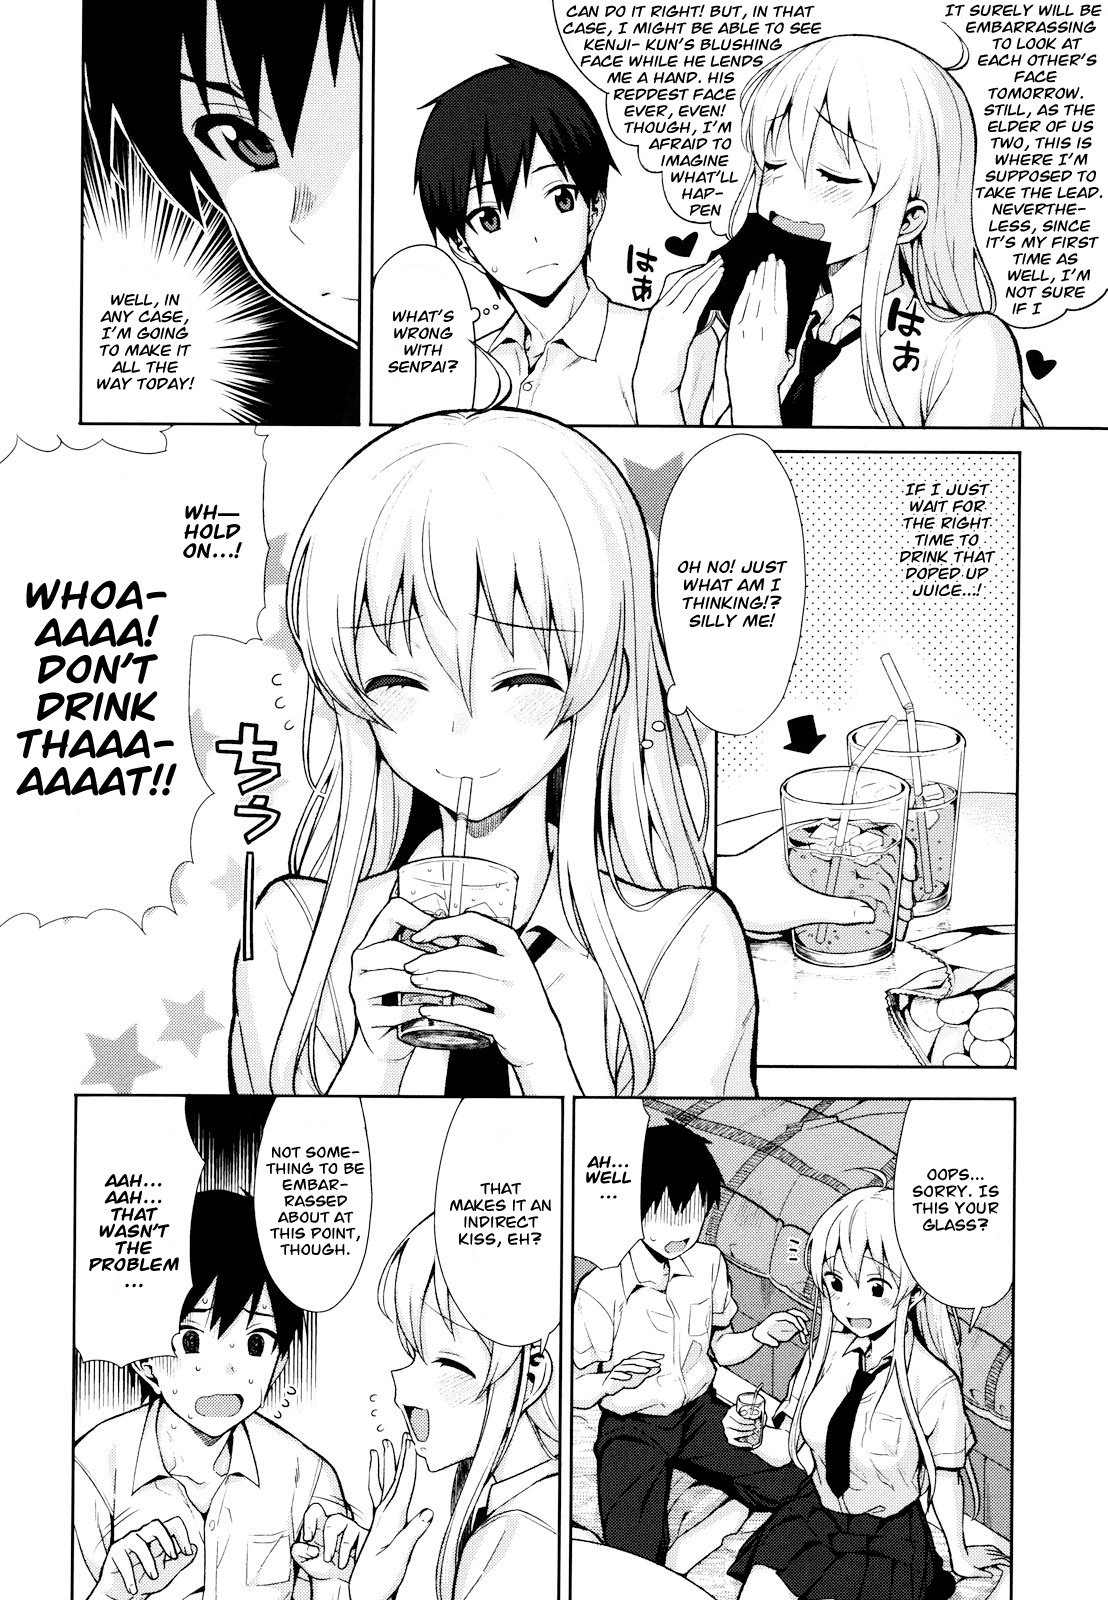 IT SURELY WILL BE
EMBARRASSING
TO LOOK AT
EACH OTHER'S
FACE
TOMORROW.
STILL, AS THE
ELDER OF US
TWO, THIS IS
WHERE I'M
SUPPOSED TO
TAKE THE LEAD.
NEVERTHE-
LESS, SINCE
IT'S MY FIRST
TIME AS
WELL, I'M
NOT SURE
IF I
CAN DO IT RIGHT! BUT, IN THAT
CASE, I MIGHT BE ABLE TO SEE
KENJI- KUN'S BLUSHING
FACE WHILE HE LENDS
ME A HAND. HIS
REDDEST FACE
EVER, EVEN!
THOUGH, I'M
AFRAID TO
IMAGINE
WHAT'LL
HAP-
PEN
はぁ
はぁ
WHAT'S
WRONG
WITH
SENPAI?
WELL, IN
ANY CASE,
I'M GOING
TO MAKE IT
ALL THE
WAY TODAY!
IF I JUST
WAIT FOR
THE RIGHT
TIME TO
DRINK THAT
DOPED UP
JUICE...!
OH NO! JUST
WHAT AM I
THINKING!?
SILLY ME!
ちぅー
WH—
HOLD
ON...!
WHOA-
AAAA!
DON'T
DRINK
THAAA-
AAAAT!!
OOPS...
SORRY. IS
THIS YOUR
GLASS?
AH...
WELL
...
THAT
MAKES IT AN
INDIRECT
KISS, EH?
NOT SOME-
THING TO BE
EMBAR-
RASSED
ABOUT AT
THIS POINT,
THOUGH.
AAH...
AAH...
THAT
WASN'T
THE
PROBLEM
...